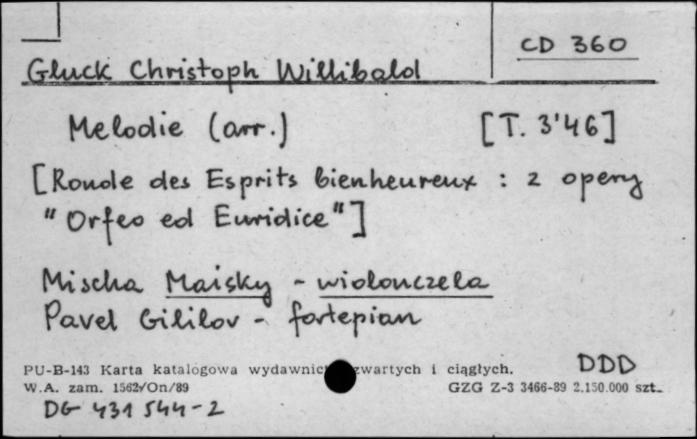 CD 360
Gluck Christoph Willibald
Melodie (arr.) [T. 3'46]
[Ronde des Esprits bienheureux : z opery
"Orfeo ed Euridice"]
Mischa Maisky - wiolonczela
Pavel Gililov - fortepian
PU-B-143 Karta katalogowa wydawnict zwartych i ciągłych. DDD
W.A. zam. 1562/On/89 GZG Z-3 3466-89 2.150.000 szt.
DG 431 544-2